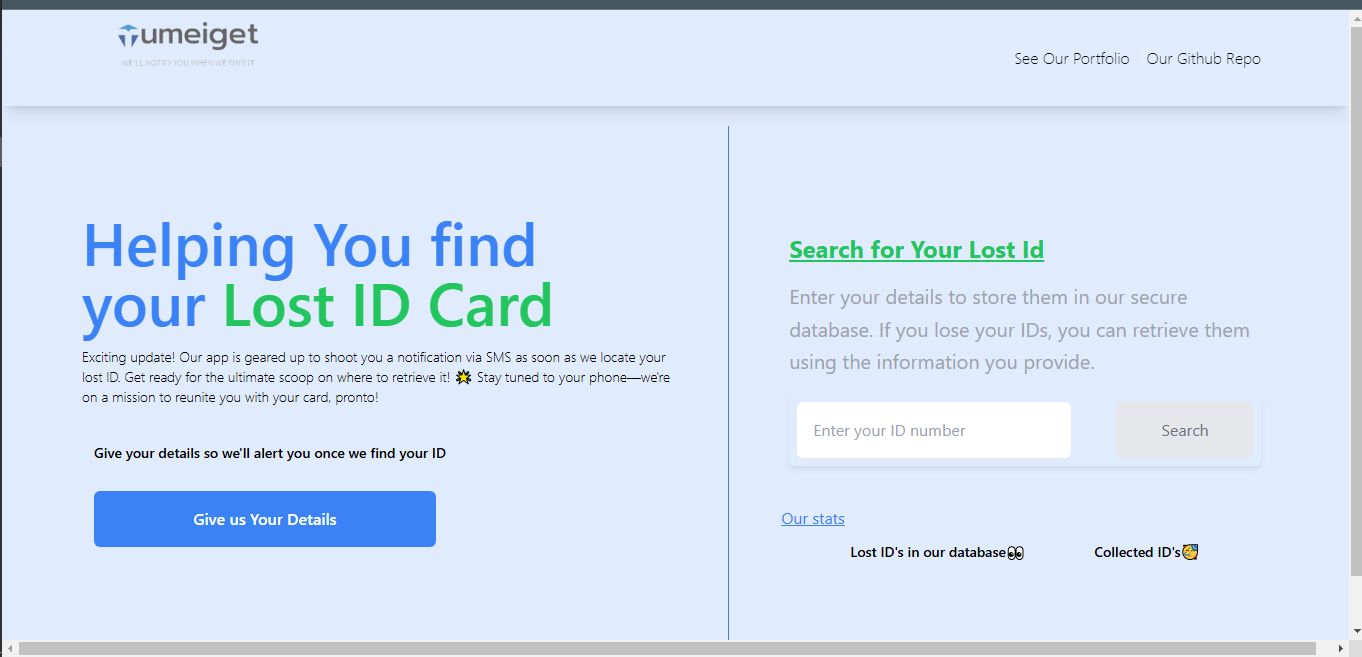 Tumeiget
WE'LL NOTIFY YOU WHEN WE FIND IT
See Our Portfolio Our Github Repo
Helping You find
your Lost ID Card
Exciting update! Our app is geared up to shoot you a notification via SMS as soon as we locate your
lost ID. Get ready for the ultimate scoop on where to retrieve it! 🌟 Stay tuned to your phone—we're
on a mission to reunite you with your card, pronto!
Give your details so we'll alert you once we find your ID
Give us Your Details
Search for Your Lost Id
Enter your details to store them in our secure
database. If you lose your IDs, you can retrieve them
using the information you provide.
Enter your ID number Search
Our stats
Lost ID's in our database👀 Collected ID's🥳